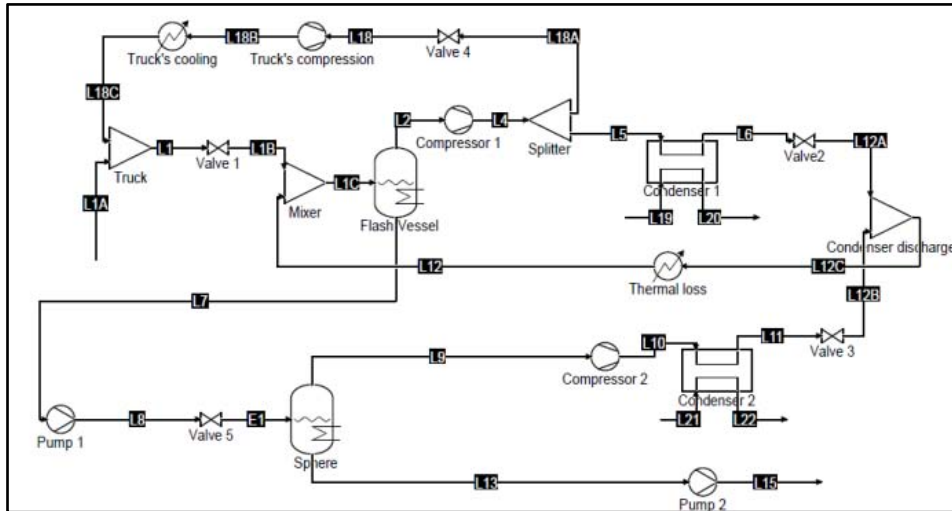 L18B
L18
L18A
Truck's cooling
Truck's compression
Valve 4
L18C
L2
L4
L5
L6
L12A
Compressor 1
Splitter
Valve2
L1
L1B
Valve 1
Truck
L1C
Mixer
Flash Vessel
Condenser 1
L1A
L19
L20
Condenser discharge
L12
L12C
Thermal loss
L12B
L7
L9
L10
L11
Compressor 2
Valve 3
Condenser 2
L8
E1
L21
L22
Pump 1
Valve 5
Sphere
L13
L15
Pump 2